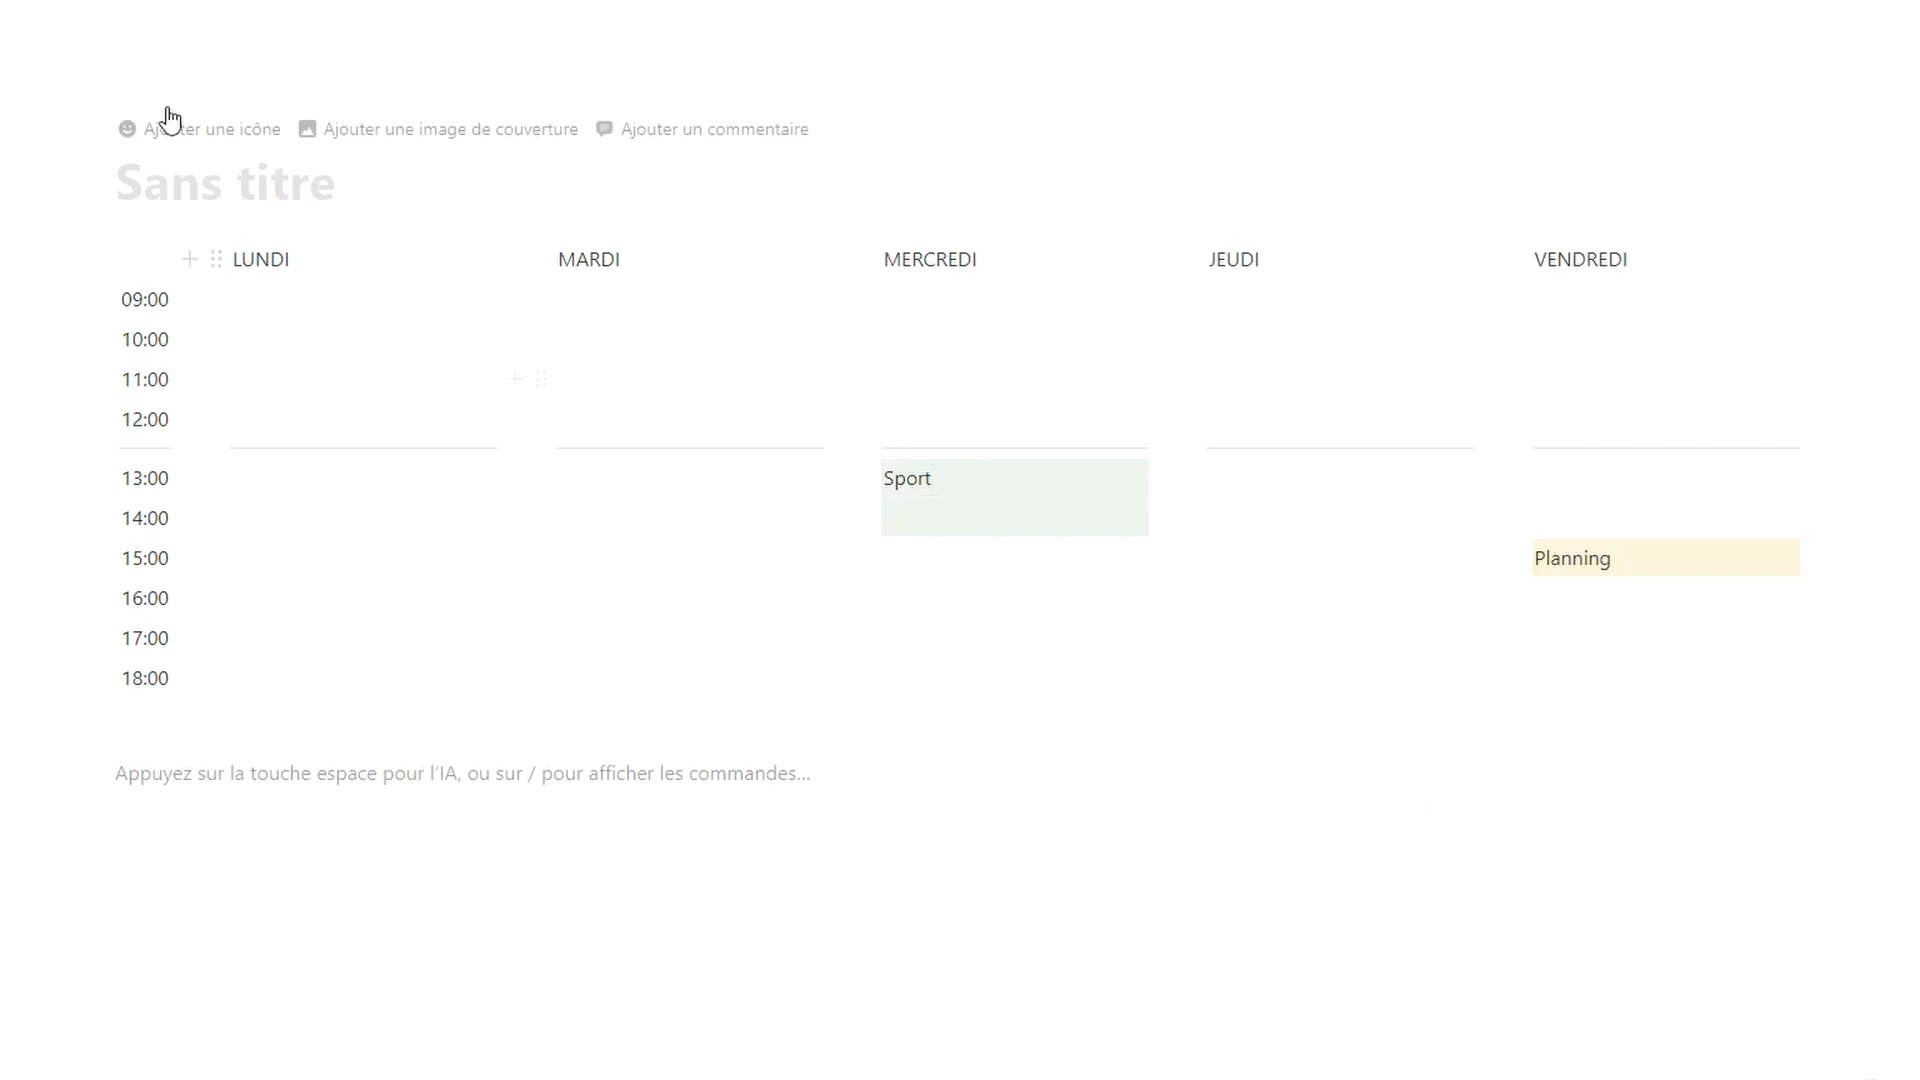 Ajouter une icône Ajouter une image de couverture Ajouter un commentaire
Sans titre
LUNDI MARDI MERCREDI JEUDI VENDREDI
09:00
10:00
11:00
12:00
13:00 Sport
14:00
15:00 Planning
16:00
17:00
18:00
Appuyez sur la touche espace pour l'IA, ou sur / pour afficher les commandes...